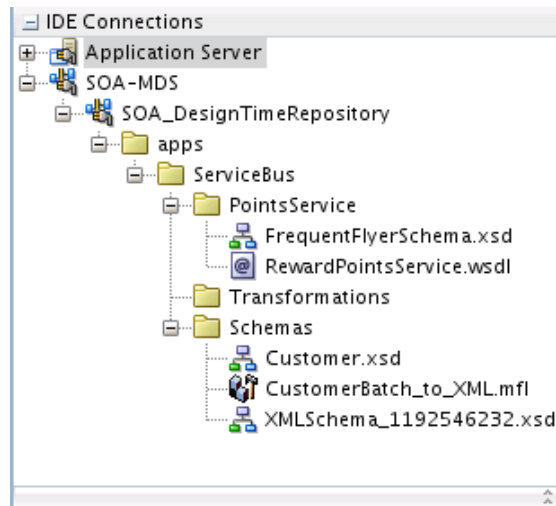 IDE Connections
Application Server
SOA-MDS
SOA_DesignTimeRepository
apps
ServiceBus
PointsService
FrequentFlyerSchema.xsd
RewardPointsService.wsdl
Transformations
Schemas
Customer.xsd
CustomerBatch_to_XML.mfl
XMLSchema_1192546232.xsd